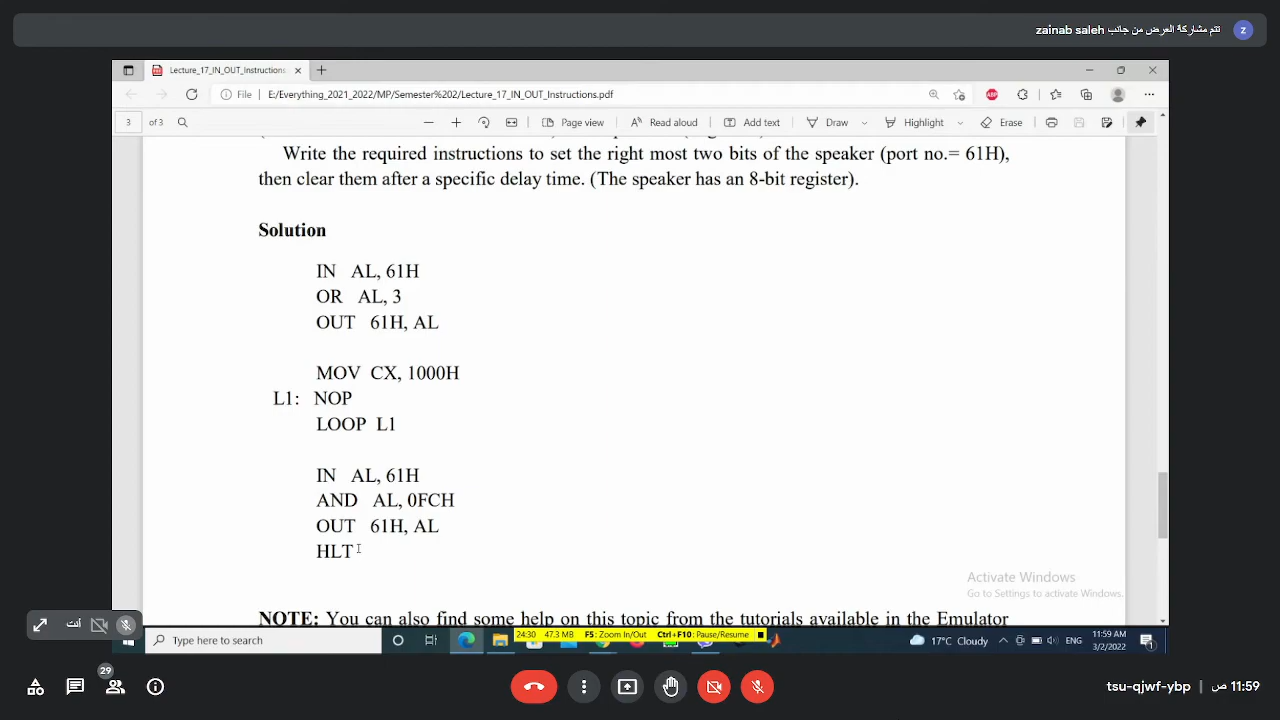 تتم مشاركة العرض من جانب zainab saleh
z
Lecture_17_IN_OUT_Instructions.
File
E:/Everything_2021_2022/MP/Semester%202/Lecture_17_IN_OUT_Instructions.pdf
ABP
3 of 3
Page view
Read aloud
Add text
Draw
Highlight
Erase
Write the required instructions to set the right most two bits of the speaker (port no.= 61H),
then clear them after a specific delay time. (The speaker has an 8-bit register).
Solution
IN AL, 61H
OR AL, 3
OUT 61H, AL
MOV CX, 1000H
L1: NOP
LOOP L1
IN AL, 61H
AND AL, 0FCH
OUT 61H, AL
HLT
Activate Windows
Go to Settings to activate Windows.
NOTE: You can also find some help on this topic from the tutorials available in the Emulator
أنت
Type here to search
24:30 47.3 MB F5: Zoom In/Out Ctrl+F10: Pause/Resume
17°C Cloudy
ENG
11:59 AM
3/2/2022
1
29
tsu-qjwf-ybp
11:59 ص